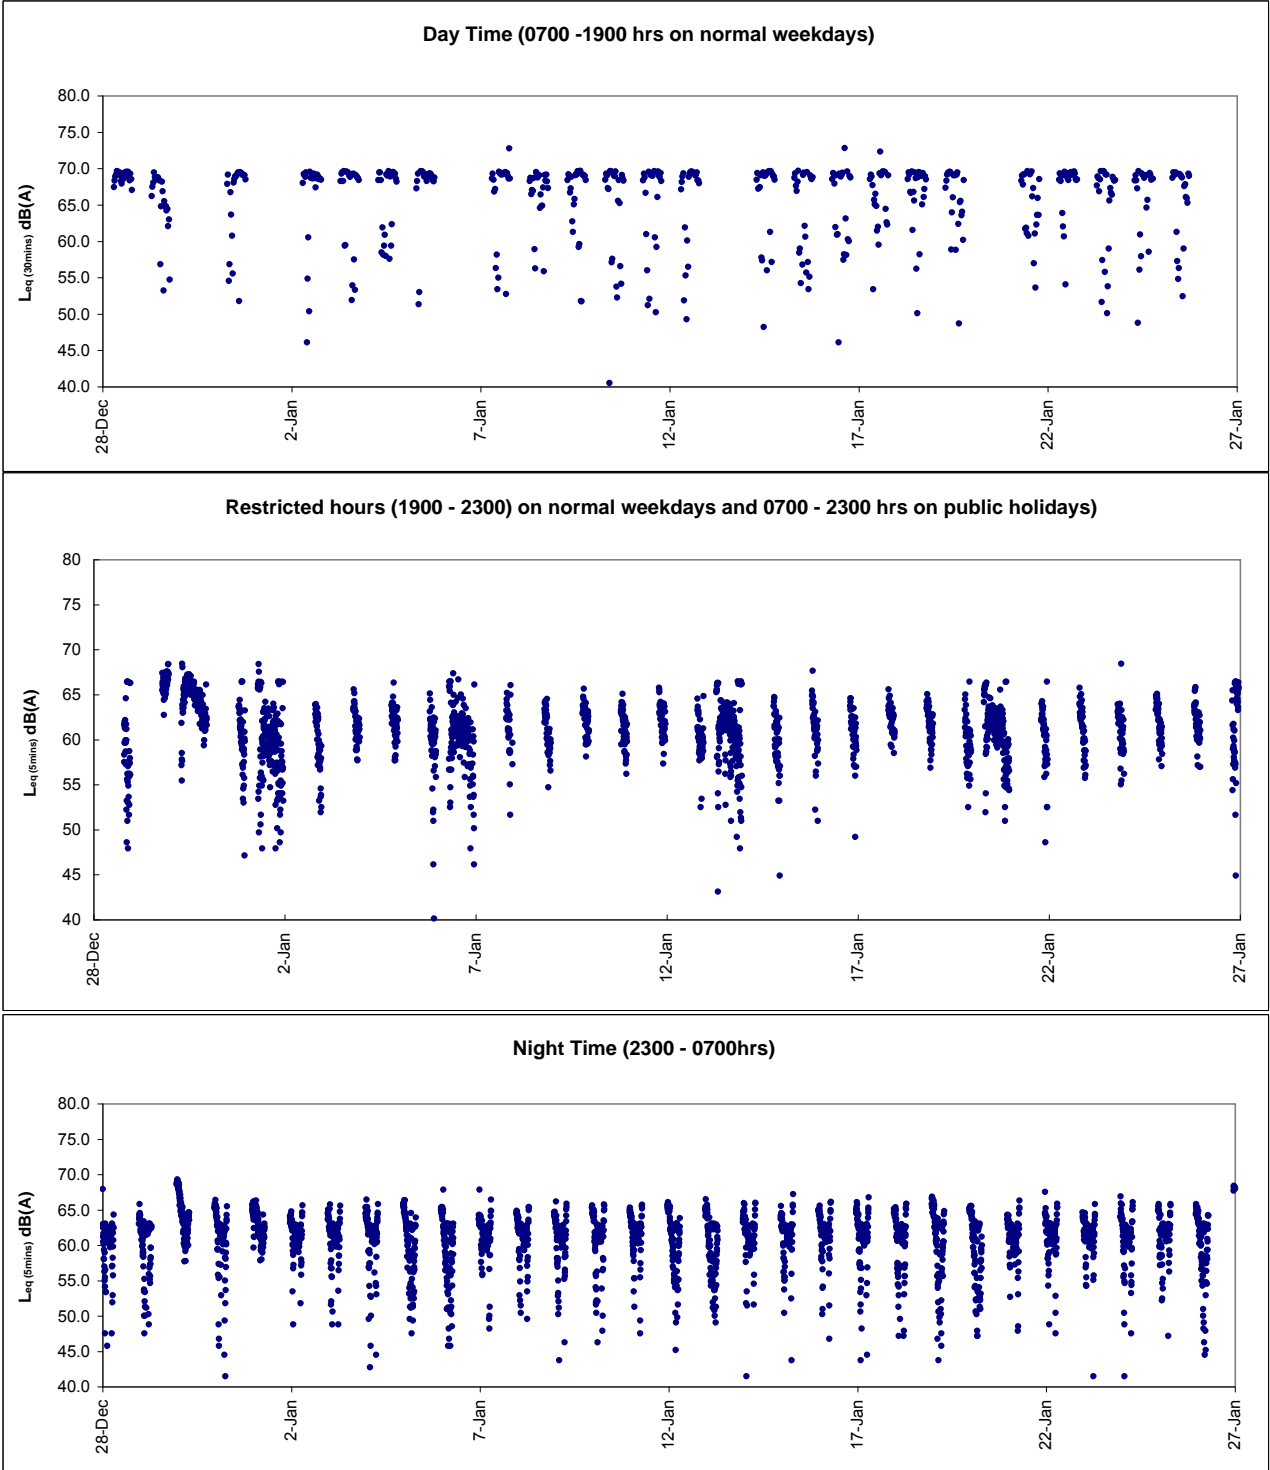 Day Time (0700 -1900 hrs on normal weekdays)
80.0
75.0
70.0
65.0
60.0
55.0
50.0
45.0
40.0
Leq (30mins) dB(A)
28-Dec
2-Jan
7-Jan
12-Jan
17-Jan
22-Jan
27-Jan
Restricted hours (1900 - 2300) on normal weekdays and 0700 - 2300 hrs on public holidays)
80
75
70
65
60
55
50
45
40
Leq (5mins) dB(A)
28-Dec
2-Jan
7-Jan
12-Jan
17-Jan
22-Jan
27-Jan
Night Time (2300 - 0700hrs)
80.0
75.0
70.0
65.0
60.0
55.0
50.0
45.0
40.0
Leq (5mins) dB(A)
28-Dec
2-Jan
7-Jan
12-Jan
17-Jan
22-Jan
27-Jan